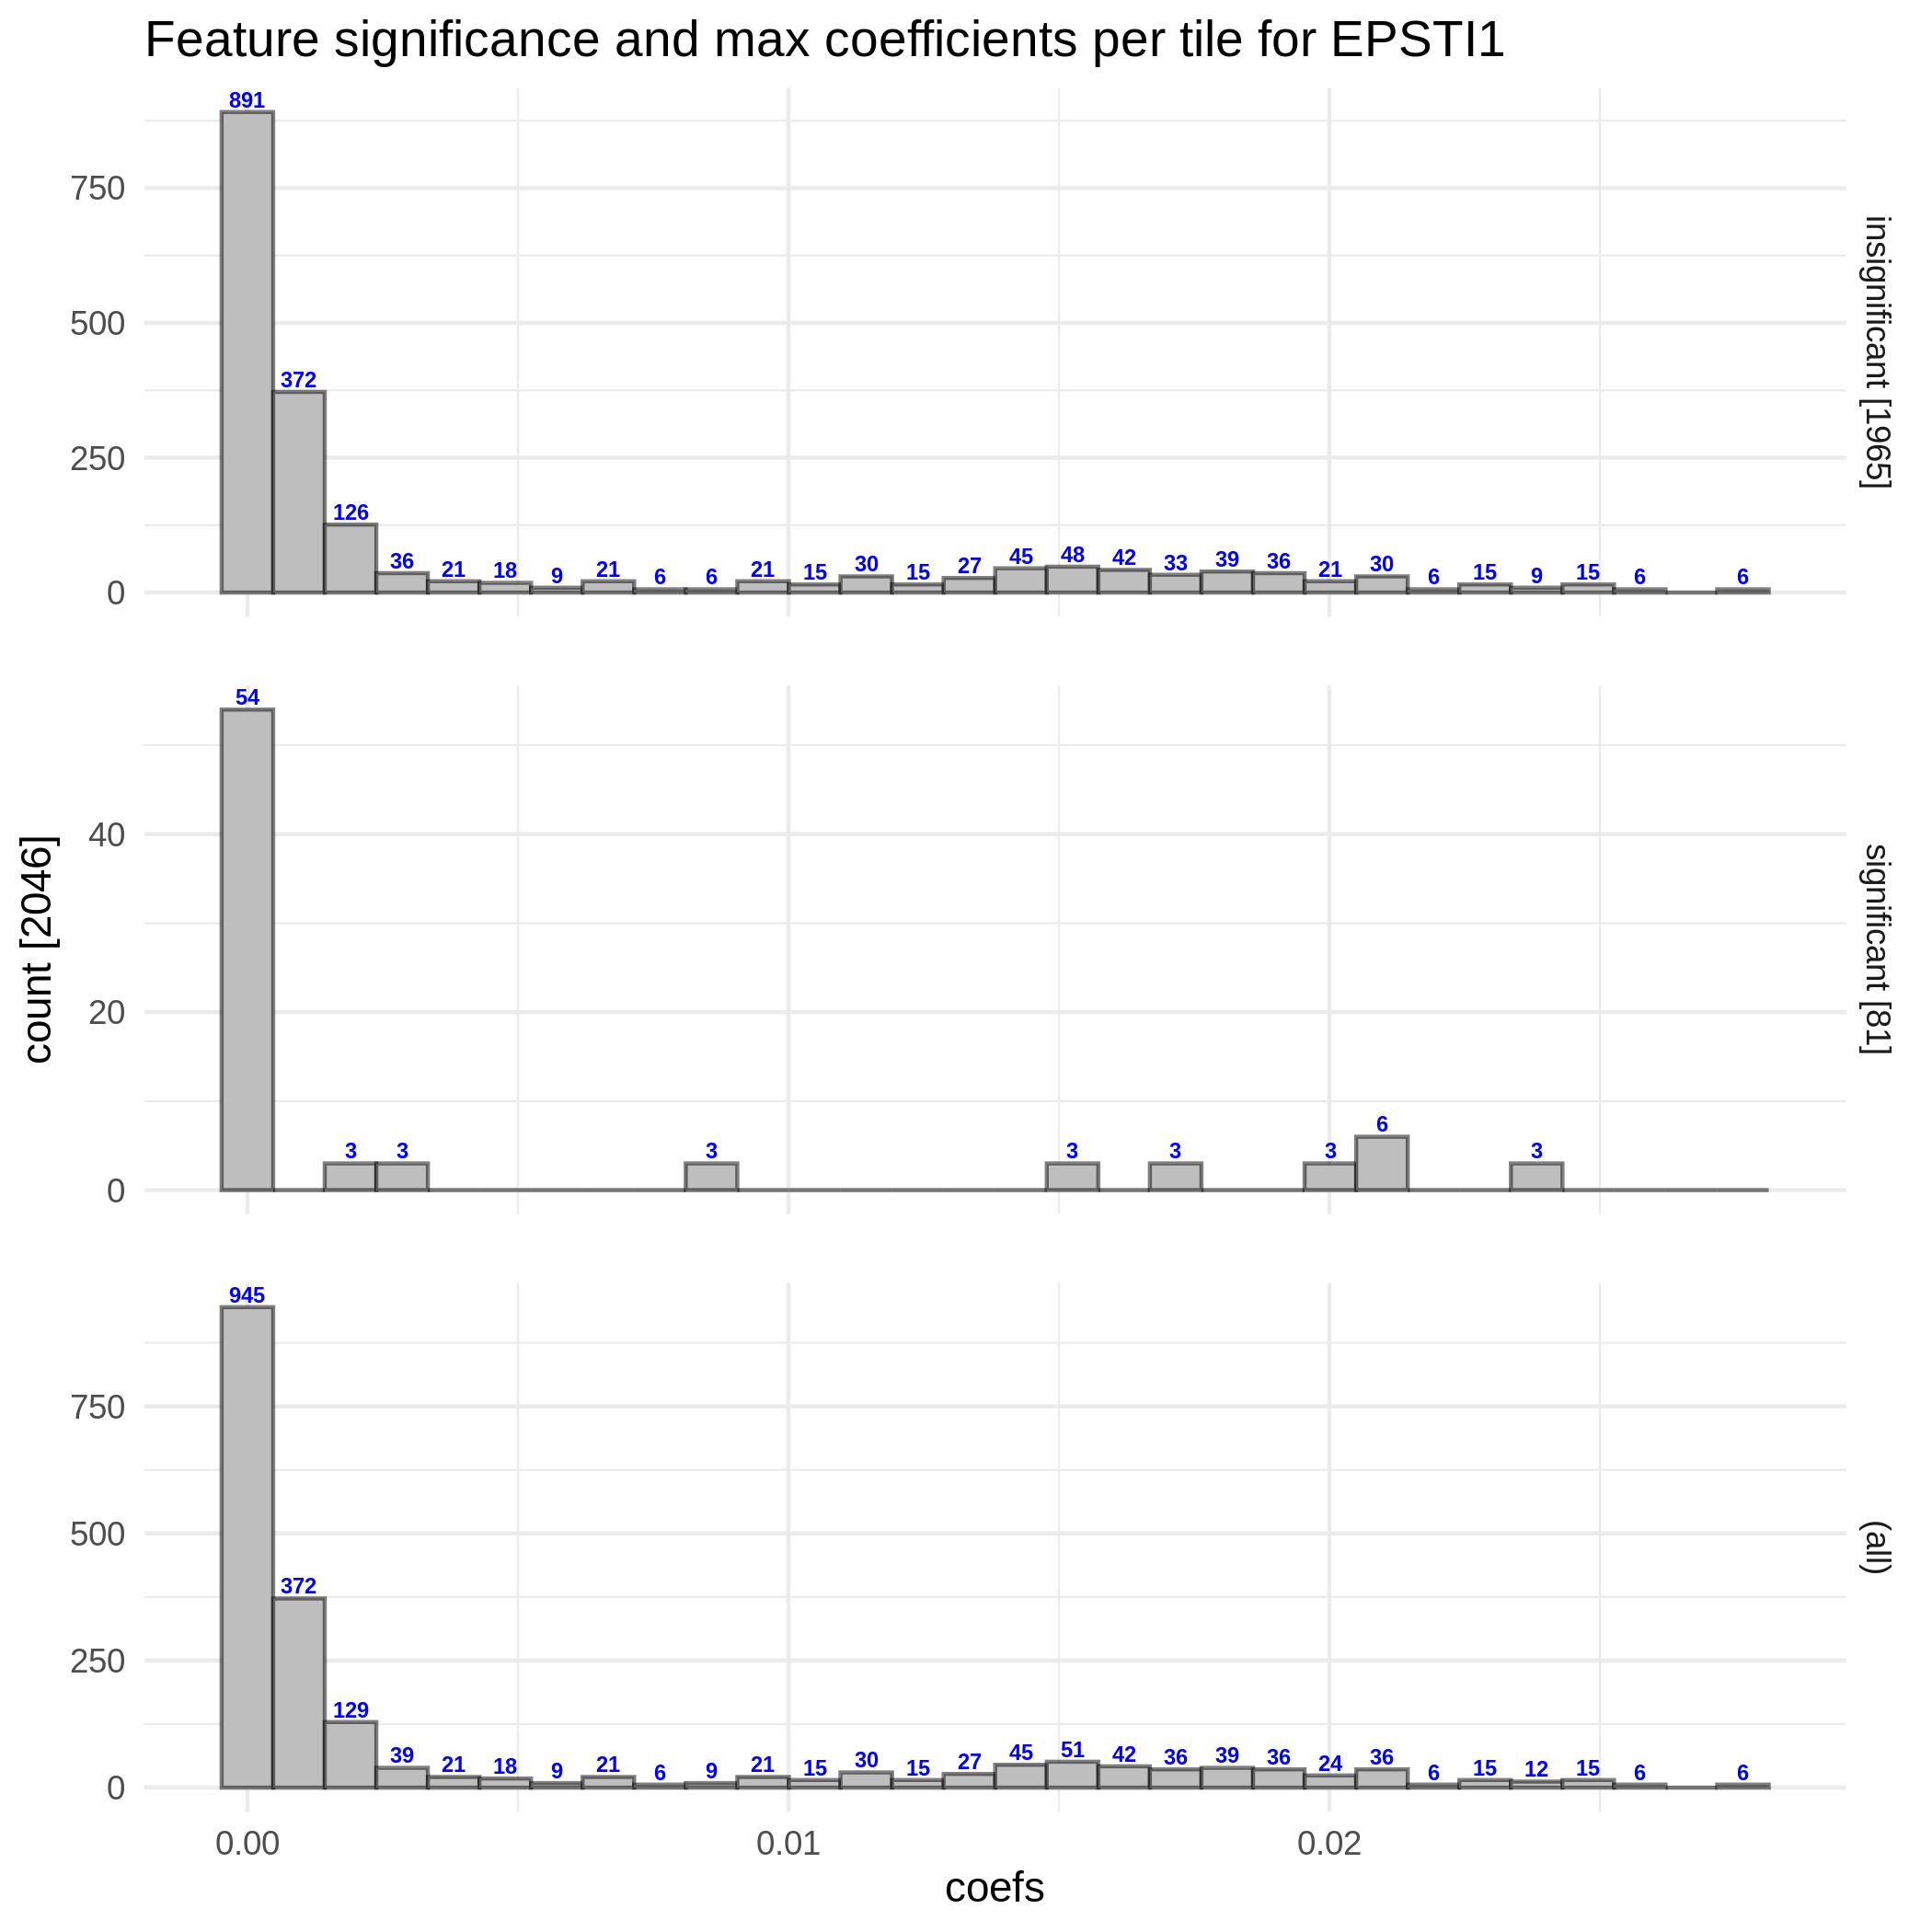 Feature significance and max coefficients per tile for EPSTI1
891
372
126
36 21 18 9 21 6 6 21 15 30 15 27 45 48 42 33 39 36 21 30 6 15 9 15 6 6
750
500
250
0
insignificant [1965]
54
3 3 3 3 3 3 6 3
40
20
0
significant [81]
count [2046]
945
372
129
39 21 18 9 21 6 9 21 15 30 15 27 45 51 42 36 39 36 24 36 6 15 12 15 6 6
750
500
250
0
(all)
0.00 0.01 0.02
coefs